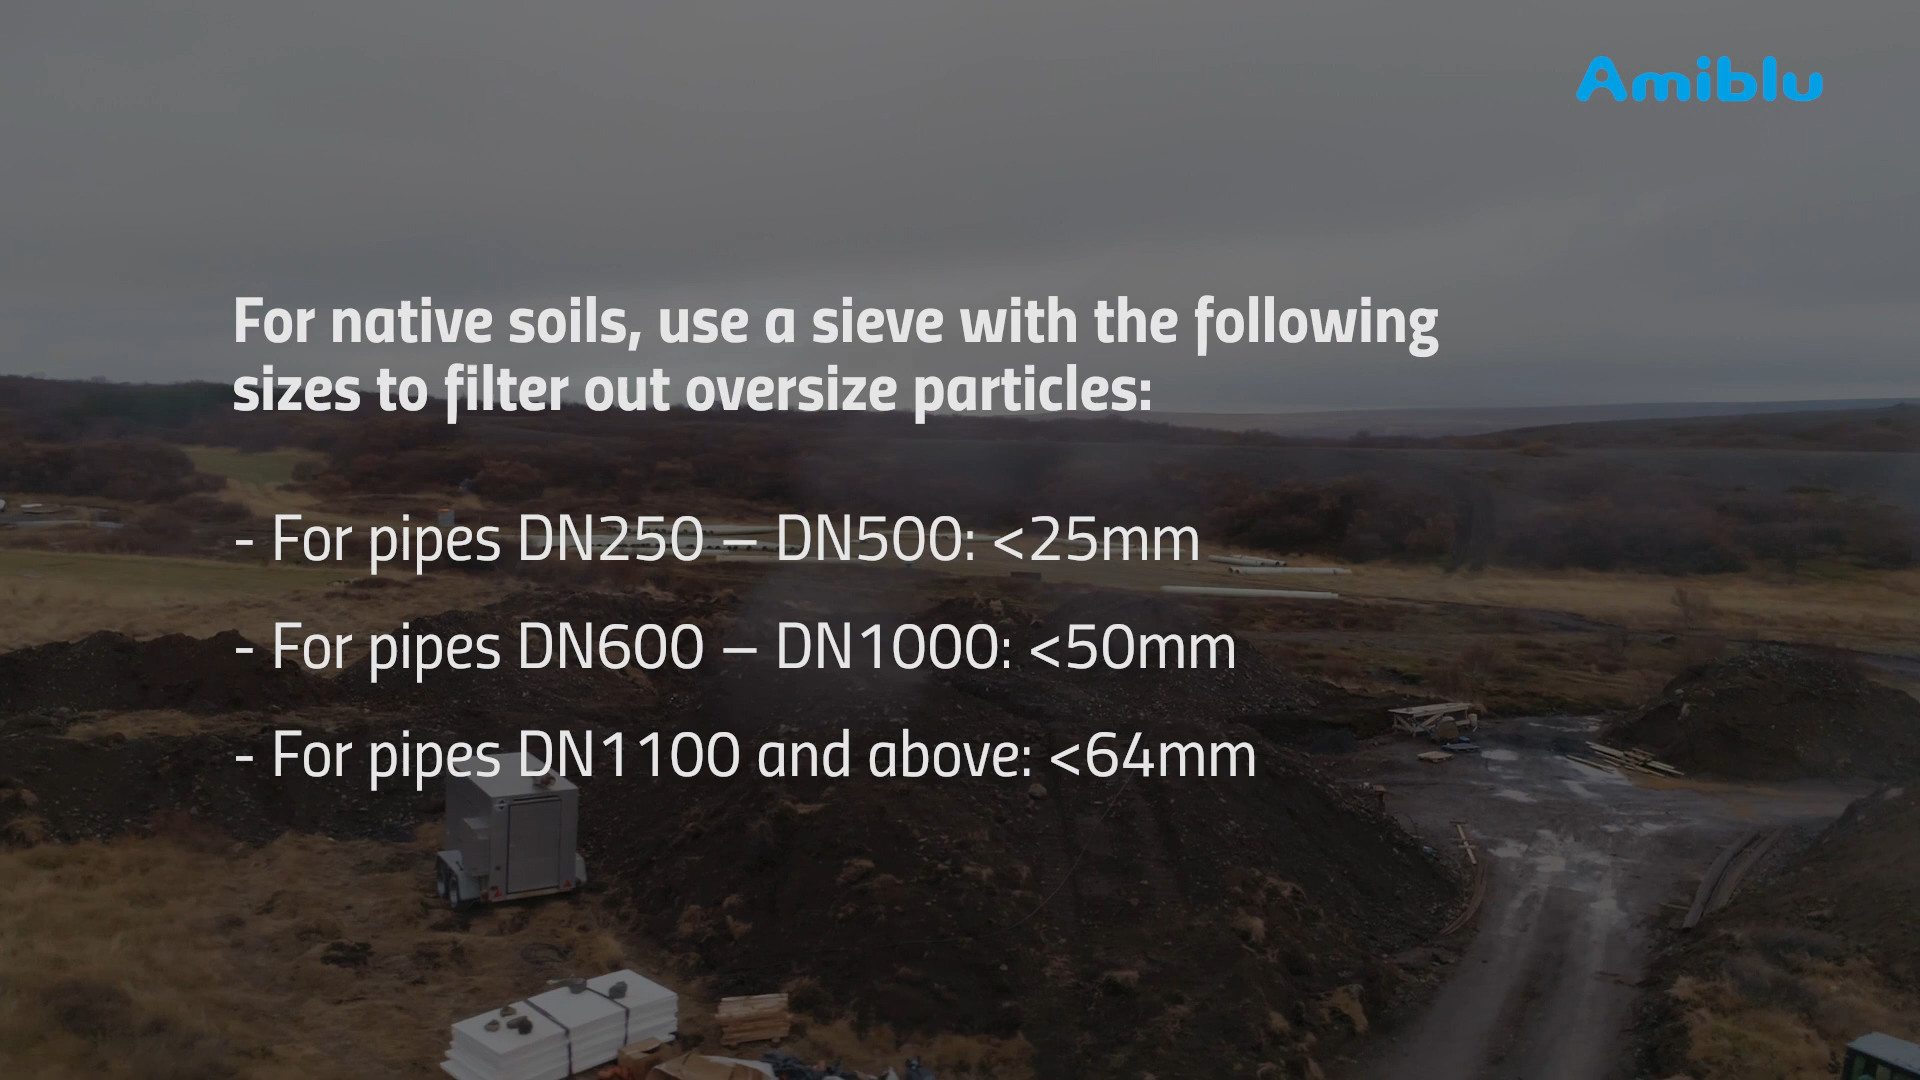 Amiblu
For native soils, use a sieve with the following
sizes to filter out oversize particles:
- For pipes DN250 – DN500: <25mm
- For pipes DN600 – DN1000: <50mm
- For pipes DN1100 and above: <64mm